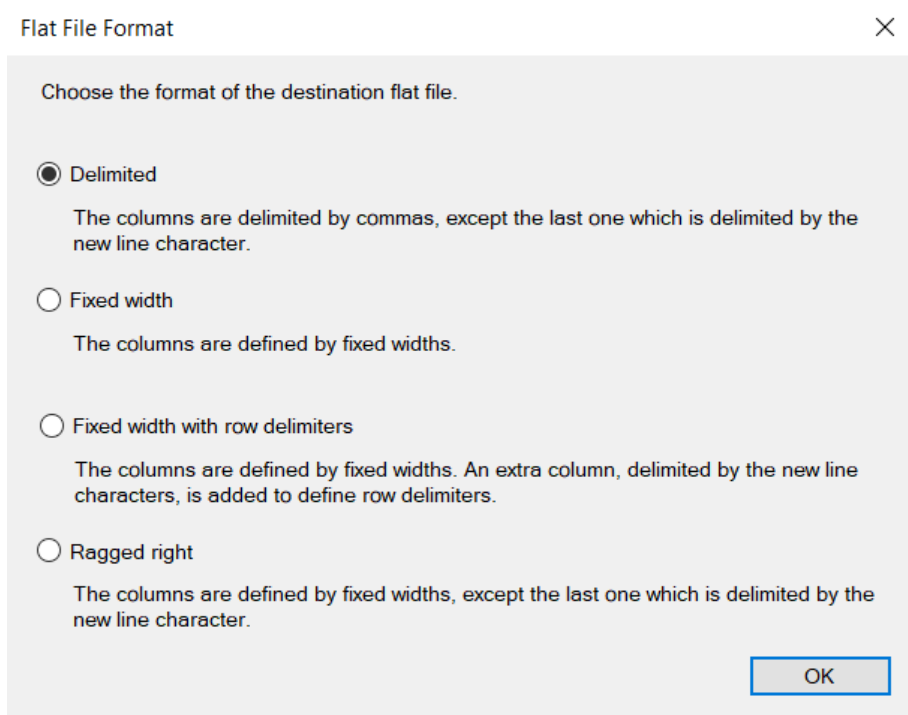 Flat File Format
Choose the format of the destination flat file.
Delimited
The columns are delimited by commas, except the last one which is delimited by the
new line character.
Fixed width
The columns are defined by fixed widths.
Fixed width with row delimiters
The columns are defined by fixed widths. An extra column, delimited by the new line
characters, is added to define row delimiters.
Ragged right
The columns are defined by fixed widths, except the last one which is delimited by the
new line character.
OK